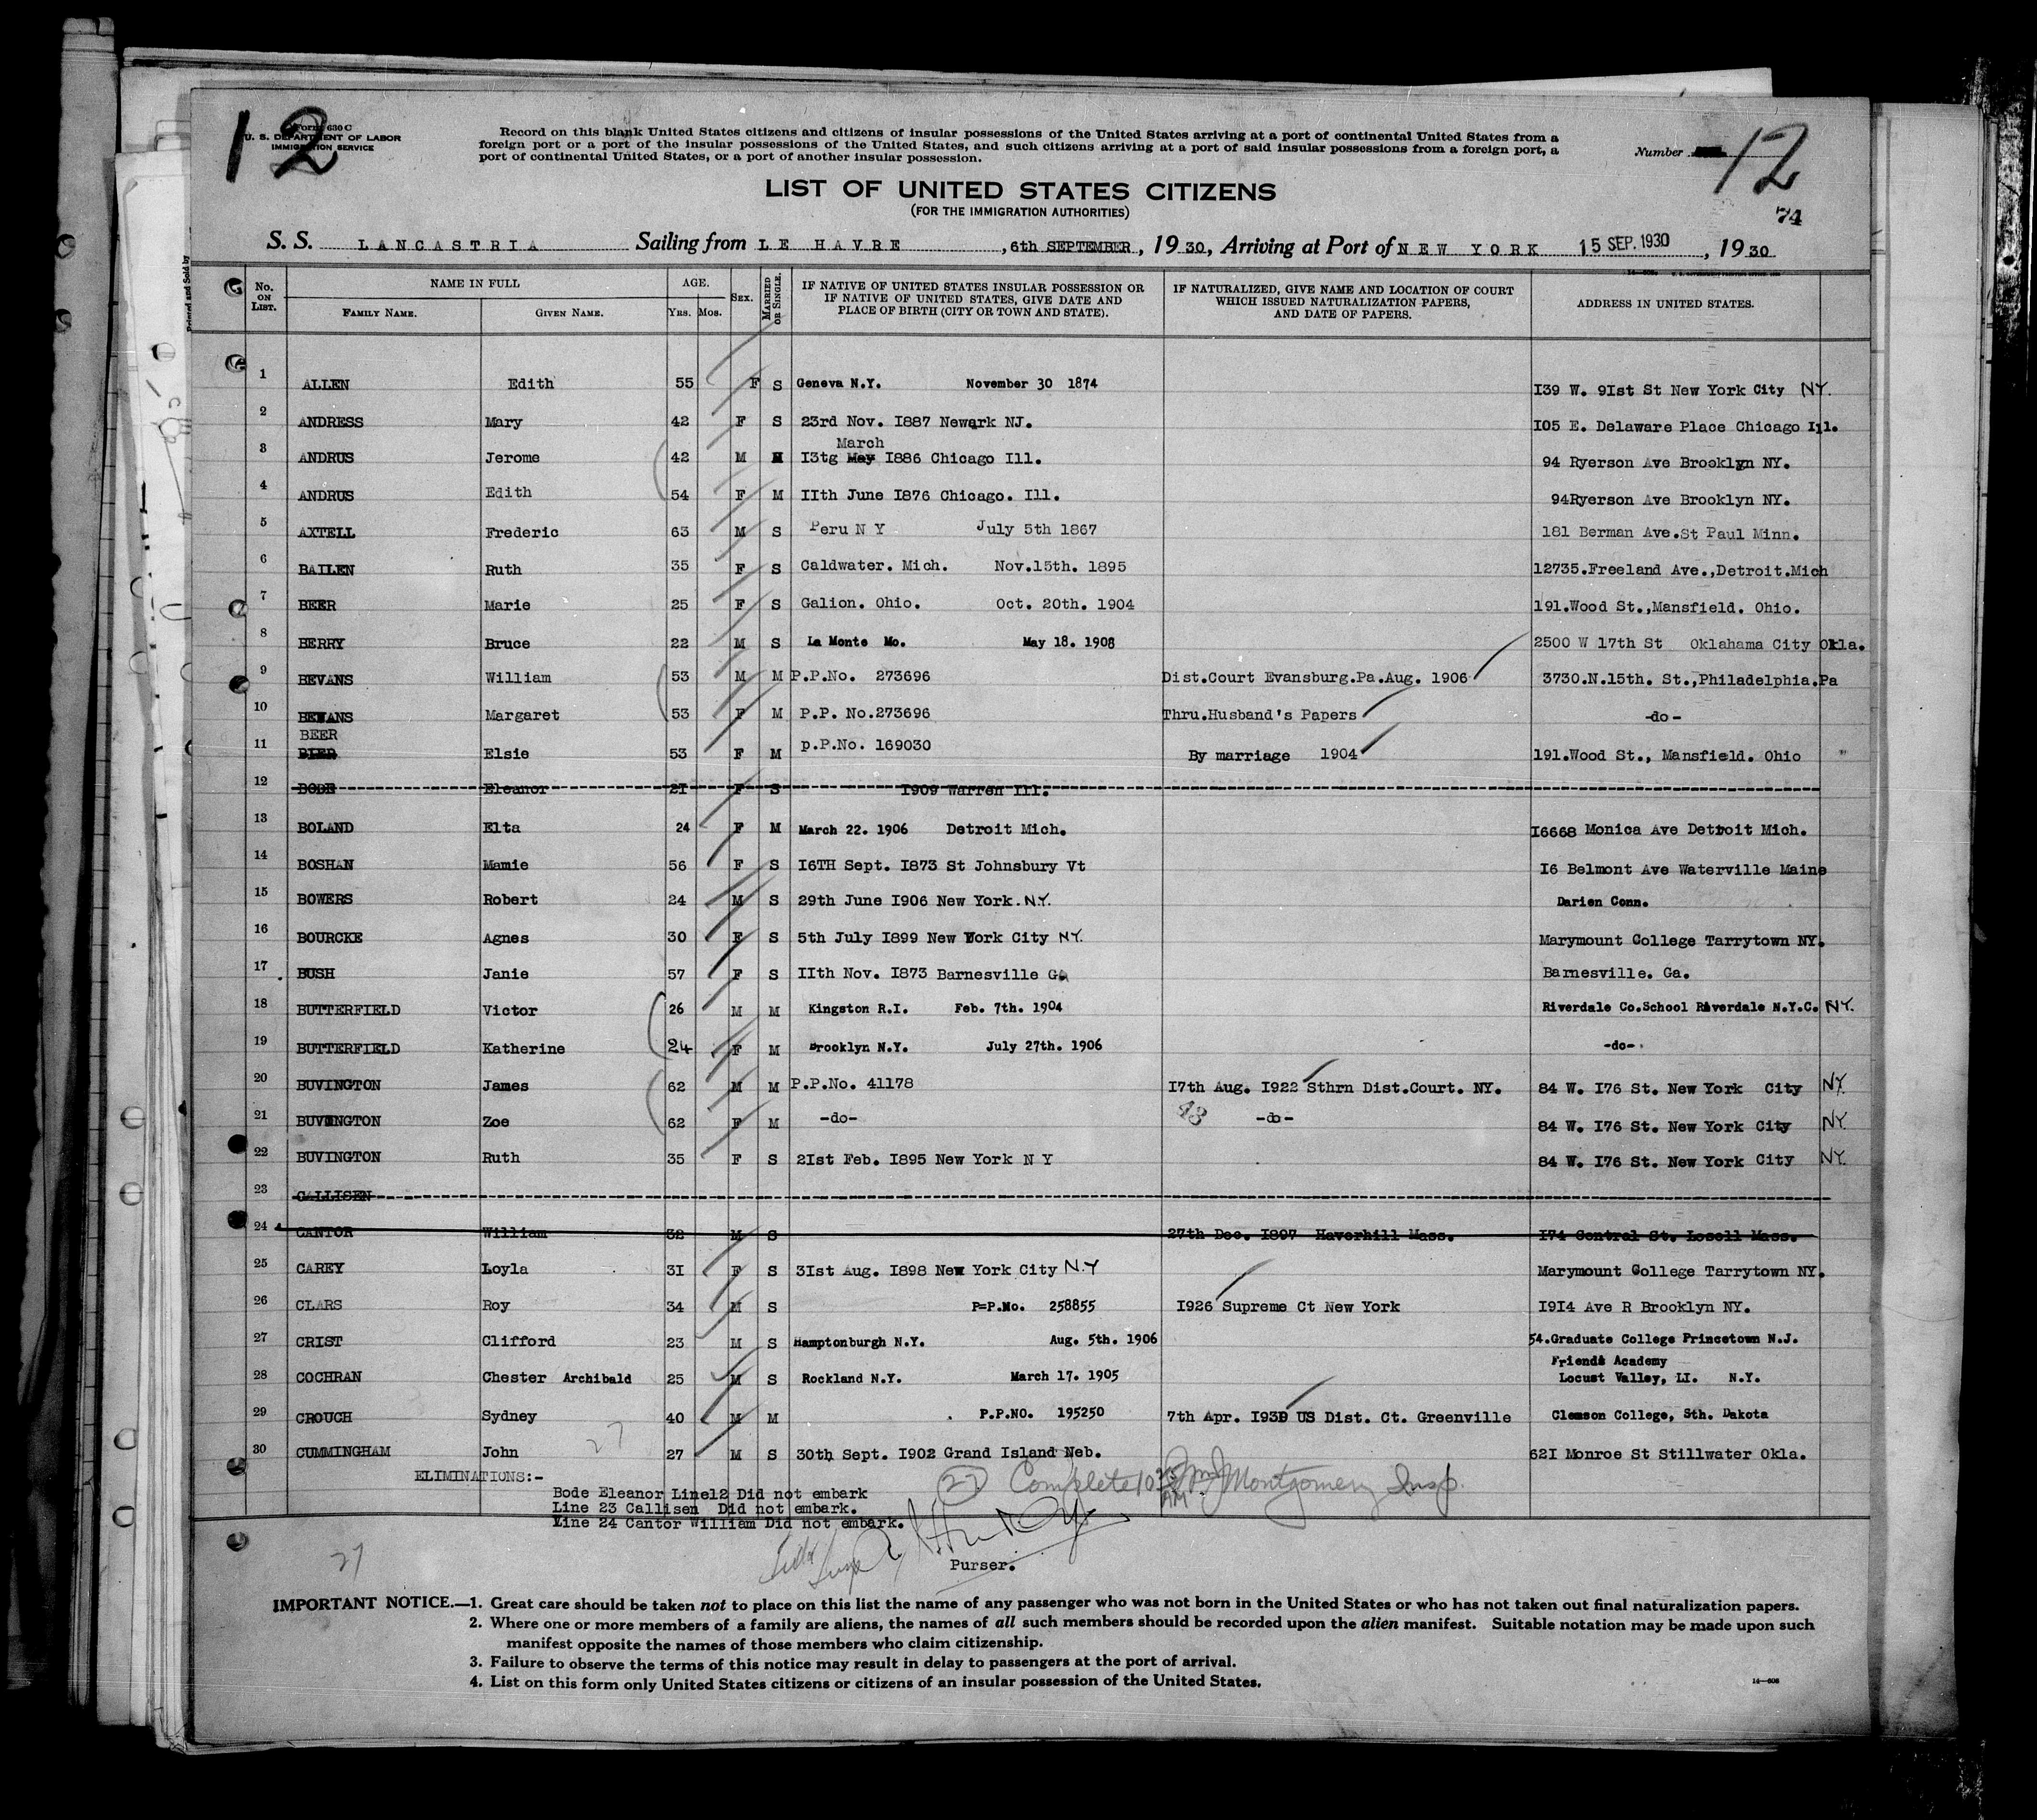 12
Form 630 C
U. S. DEPARTMENT OF LABOR
IMMIGRATION SERVICE
Record on this blank United States citizens and citizens of insular possessions of the United States arriving at a port of continental United States from a
foreign port or a port of the insular possessions of the United States, and such citizens arriving at a port of said insular possessions from a foreign port, a
port of continental United States, or a port of another insular possession.
Number 12
74
LIST OF UNITED STATES CITIZENS
(FOR THE IMMIGRATION AUTHORITIES)
S. S. LANCASTRIA Sailing from LE HAVRE, 6th SEPTEMBER, 1930, Arriving at Port of NEW YORK 15 SEP. 1930, 1930
No. ON LIST. NAME IN FULL FAMILY NAME. GIVEN NAME. AGE. Yrs. Mos. SEX. MARRIED OR SINGLE. IF NATIVE OF UNITED STATES INSULAR POSSESSION OR IF NATIVE OF UNITED STATES, GIVE DATE AND PLACE OF BIRTH (CITY OR TOWN AND STATE). IF NATURALIZED, GIVE NAME AND LOCATION OF COURT WHICH ISSUED NATURALIZATION PAPERS, AND DATE OF PAPERS. ADDRESS IN UNITED STATES.
1 ALLEN Edith 55 F S Geneva N.Y. November 30 1874 139 W. 91st St New York City NY.
2 ANDRESS Mary 42 F S 23rd Nov. 1887 Newark NJ. 105 E. Delaware Place Chicago Ill.
March
3 ANDRUS Jerome 42 M M 13tg May 1886 Chicago Ill. 94 Ryerson Ave Brooklyn NY.
4 ANDRUS Edith 54 F M 11th June 1876 Chicago. Ill. 94Ryerson Ave Brooklyn NY.
5 AXTELL Frederic 63 M S Peru N Y July 5th 1867 181 Berman Ave.St Paul Minn.
6 BAILEN Ruth 35 F S Caldwater. Mich. Nov.15th. 1895 12735.Freeland Ave.,Detroit.Mich
7 BEER Marie 25 F S Galion. Ohio. Oct. 20th. 1904 191.Wood St.,Mansfield. Ohio.
8 BERRY Bruce 22 M S La Monte Mo. May 18. 1908 2500 W 17th St Oklahoma City Okla.
9 BEVANS William 53 M M P.P.No. 273696 Dist.Court Evansburg.Pa.Aug. 1906 3730.N.15th. St.,Philadelphia.Pa
10 BEVANS Margaret 53 F M P.P. No.273696 Thru.Husband's Papers -do-
BEER
11 Elsie 53 F M p.P.No. 169030 By marriage 1904 191.Wood St., Mansfield. Ohio "
12 BODE Eleanor 21 F S 1909 Warren Ill.
13 BOLAND Elta 24 F M March 22. 1906 Detroit Mich. 16668 Monica Ave Detroit Mich.
14 BOSHAN Mamie 56 F S 16TH Sept. 1873 St Johnsbury Vt 16 Belmont Ave Waterville Maine
15 BOWERS Robert 24 M S 29th June 1906 New York. N.Y. Darien Conn.
16 BOURCKE Agnes 30 F S 5th July 1899 New York City NY. Marymount College Tarrytown NY.
17 BUSH Janie 57 F S 11th Nov. 1873 Barnesville Ga Barnesville. Ga.
18 BUTTERFIELD Victor 26 M M Kingston R.I. Feb. 7th. 1904 Riverdale Co.School Riverdale N.Y.C. NY.
19 BUTTERFIELD Katherine 24 F M Brooklyn N.Y. July 27th. 1906 -do-
20 BUVINGTON James 62 M M P.P.No. 41178 17th Aug. 1922 Sthrn Dist.Court. NY. 84 W. 176 St. New York City NY.
21 BUVINGTON Zoe 62 F M -do- -do- 84 W. 176 St. New York City NY
22 BUVINGTON Ruth 35 F S 21st Feb. 1895 New York N Y 84 W. 176 St. New York City NY.
23 CALLISEN
24 CANTOR William 32 M S 27th Dec. 1897 Haverhill Mass. 174 Central St. Losell Mass.
25 CAREY Loyla 31 F S 31st Aug. 1898 New York City N.Y Marymount College Tarrytown NY.
26 CLARS Roy 34 M S P=P.No. 258855 1926 Supreme Ct New York 1914 Ave R Brooklyn NY.
27 CRIST Clifford 23 M S Hamptonburgh N.Y. Aug. 5th. 1906 54.Graduate College Princetown N.J.
Friends Academy
28 COCHRAN Chester Archibald 25 M S Rockland N.Y. March 17. 1905 Locust Valley, LI. N.Y.
29 CROUCH Sydney 40 M M P.P.NO. 195250 7th Apr. 1930 US Dist. Ct. Greenville Clemson College, Sth. Dakota
30 CUMMINGHAM John 27 M S 30th Sept. 1902 Grand Island Neb. 621 Monroe St Stillwater Okla.
27
ELIMINATIONS:-
Bode Eleanor Line12 Did not embark
Line 23 Callisen Did not embark.
Line 24 Cantor William Did not embark.
27 Complete Montgomery Insp.
Purser.
27
IMPORTANT NOTICE.—1. Great care should be taken not to place on this list the name of any passenger who was not born in the United States or who has not taken out final naturalization papers.
2. Where one or more members of a family are aliens, the names of all such members should be recorded upon the alien manifest. Suitable notation may be made upon such
manifest opposite the names of those members who claim citizenship.
3. Failure to observe the terms of this notice may result in delay to passengers at the port of arrival.
4. List on this form only United States citizens or citizens of an insular possession of the United States.